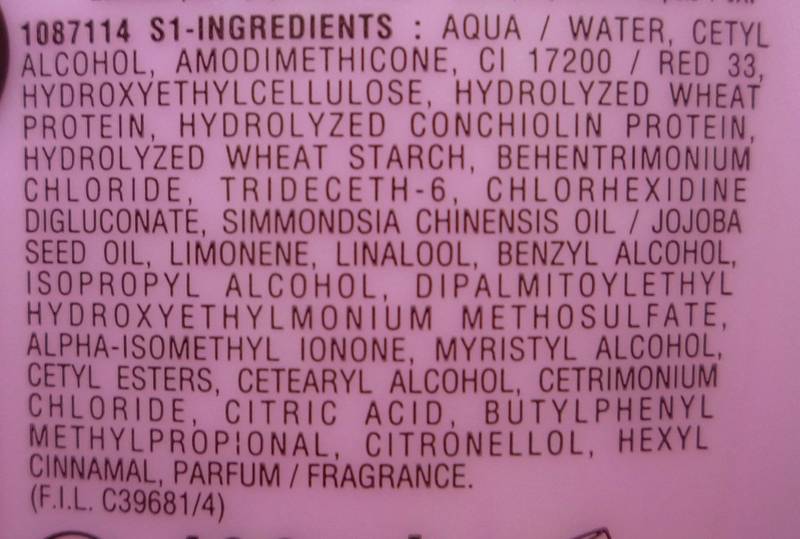 1087114 S1-INGREDIENTS : AQUA / WATER, CETYL
ALCOHOL, AMODIMETHICONE, CI 17200 / RED 33,
HYDROXYETHYLCELLULOSE, HYDROLYZED WHEAT
PROTEIN, HYDROLYZED CONCHIOLIN PROTEIN,
HYDROLYZED WHEAT STARCH, BEHENTRIMONIUM
CHLORIDE, TRIDECETH-6, CHLORHEXIDINE
DIGLUCONATE, SIMMONDSIA CHINENSIS OIL / JOJOBA
SEED OIL, LIMONENE, LINALOOL, BENZYL ALCOHOL,
ISOPROPYL ALCOHOL, DIPALMITOYLETHYL
HYDROXYETHYLMONIUM METHOSULFATE,
ALPHA-ISOMETHYL IONONE, MYRISTYL ALCOHOL,
CETYL ESTERS, CETEARYL ALCOHOL, CETRIMONIUM
CHLORIDE, CITRIC ACID, BUTYLPHENYL
METHYLPROPIONAL, CITRONELLOL, HEXYL
CINNAMAL, PARFUM / FRAGRANCE.
(F.I.L. C39681/4)